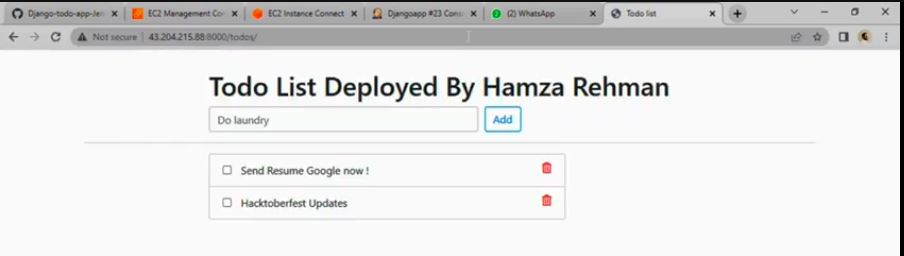 Django-todo-app-Jen
EC2 Management Con
EC2 Instance Connect
Djangoapp #23 Conso
(2) WhatsApp
Todo list
Not secure | 43.204.215.88:8000/todos/
Todo List Deployed By Hamza Rehman
Do laundry
Add
Send Resume Google now !
Hacktoberfest Updates